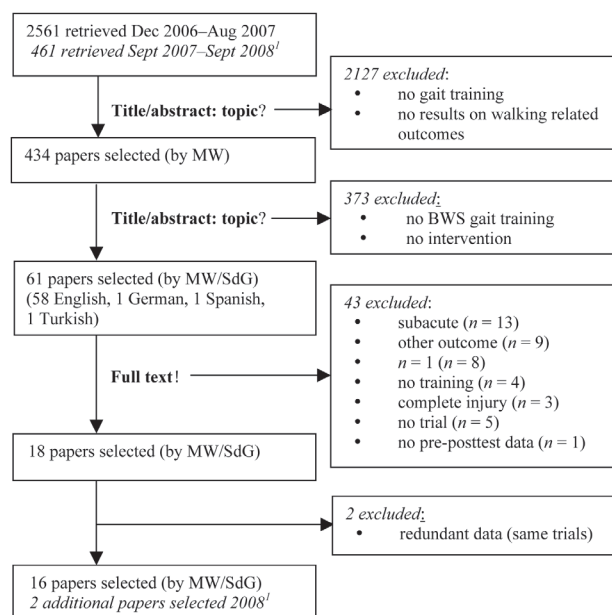 2561 retrieved Dec 2006–Aug 2007
461 retrieved Sept 2007–Sept 2008¹
2127 excluded:
• no gait training
• no results on walking related
outcomes
Title/abstract: topic?
434 papers selected (by MW)
373 excluded:
• no BWS gait training
• no intervention
Title/abstract: topic?
61 papers selected (by MW/SdG)
(58 English, 1 German, 1 Spanish,
1 Turkish)
43 excluded:
• subacute (n = 13)
• other outcome (n = 9)
• n = 1 (n = 8)
• no training (n = 4)
• complete injury (n = 3)
• no trial (n = 5)
• no pre-posttest data (n = 1)
Full text!
18 papers selected (by MW/SdG)
2 excluded:
• redundant data (same trials)
16 papers selected (by MW/SdG)
2 additional papers selected 2008¹